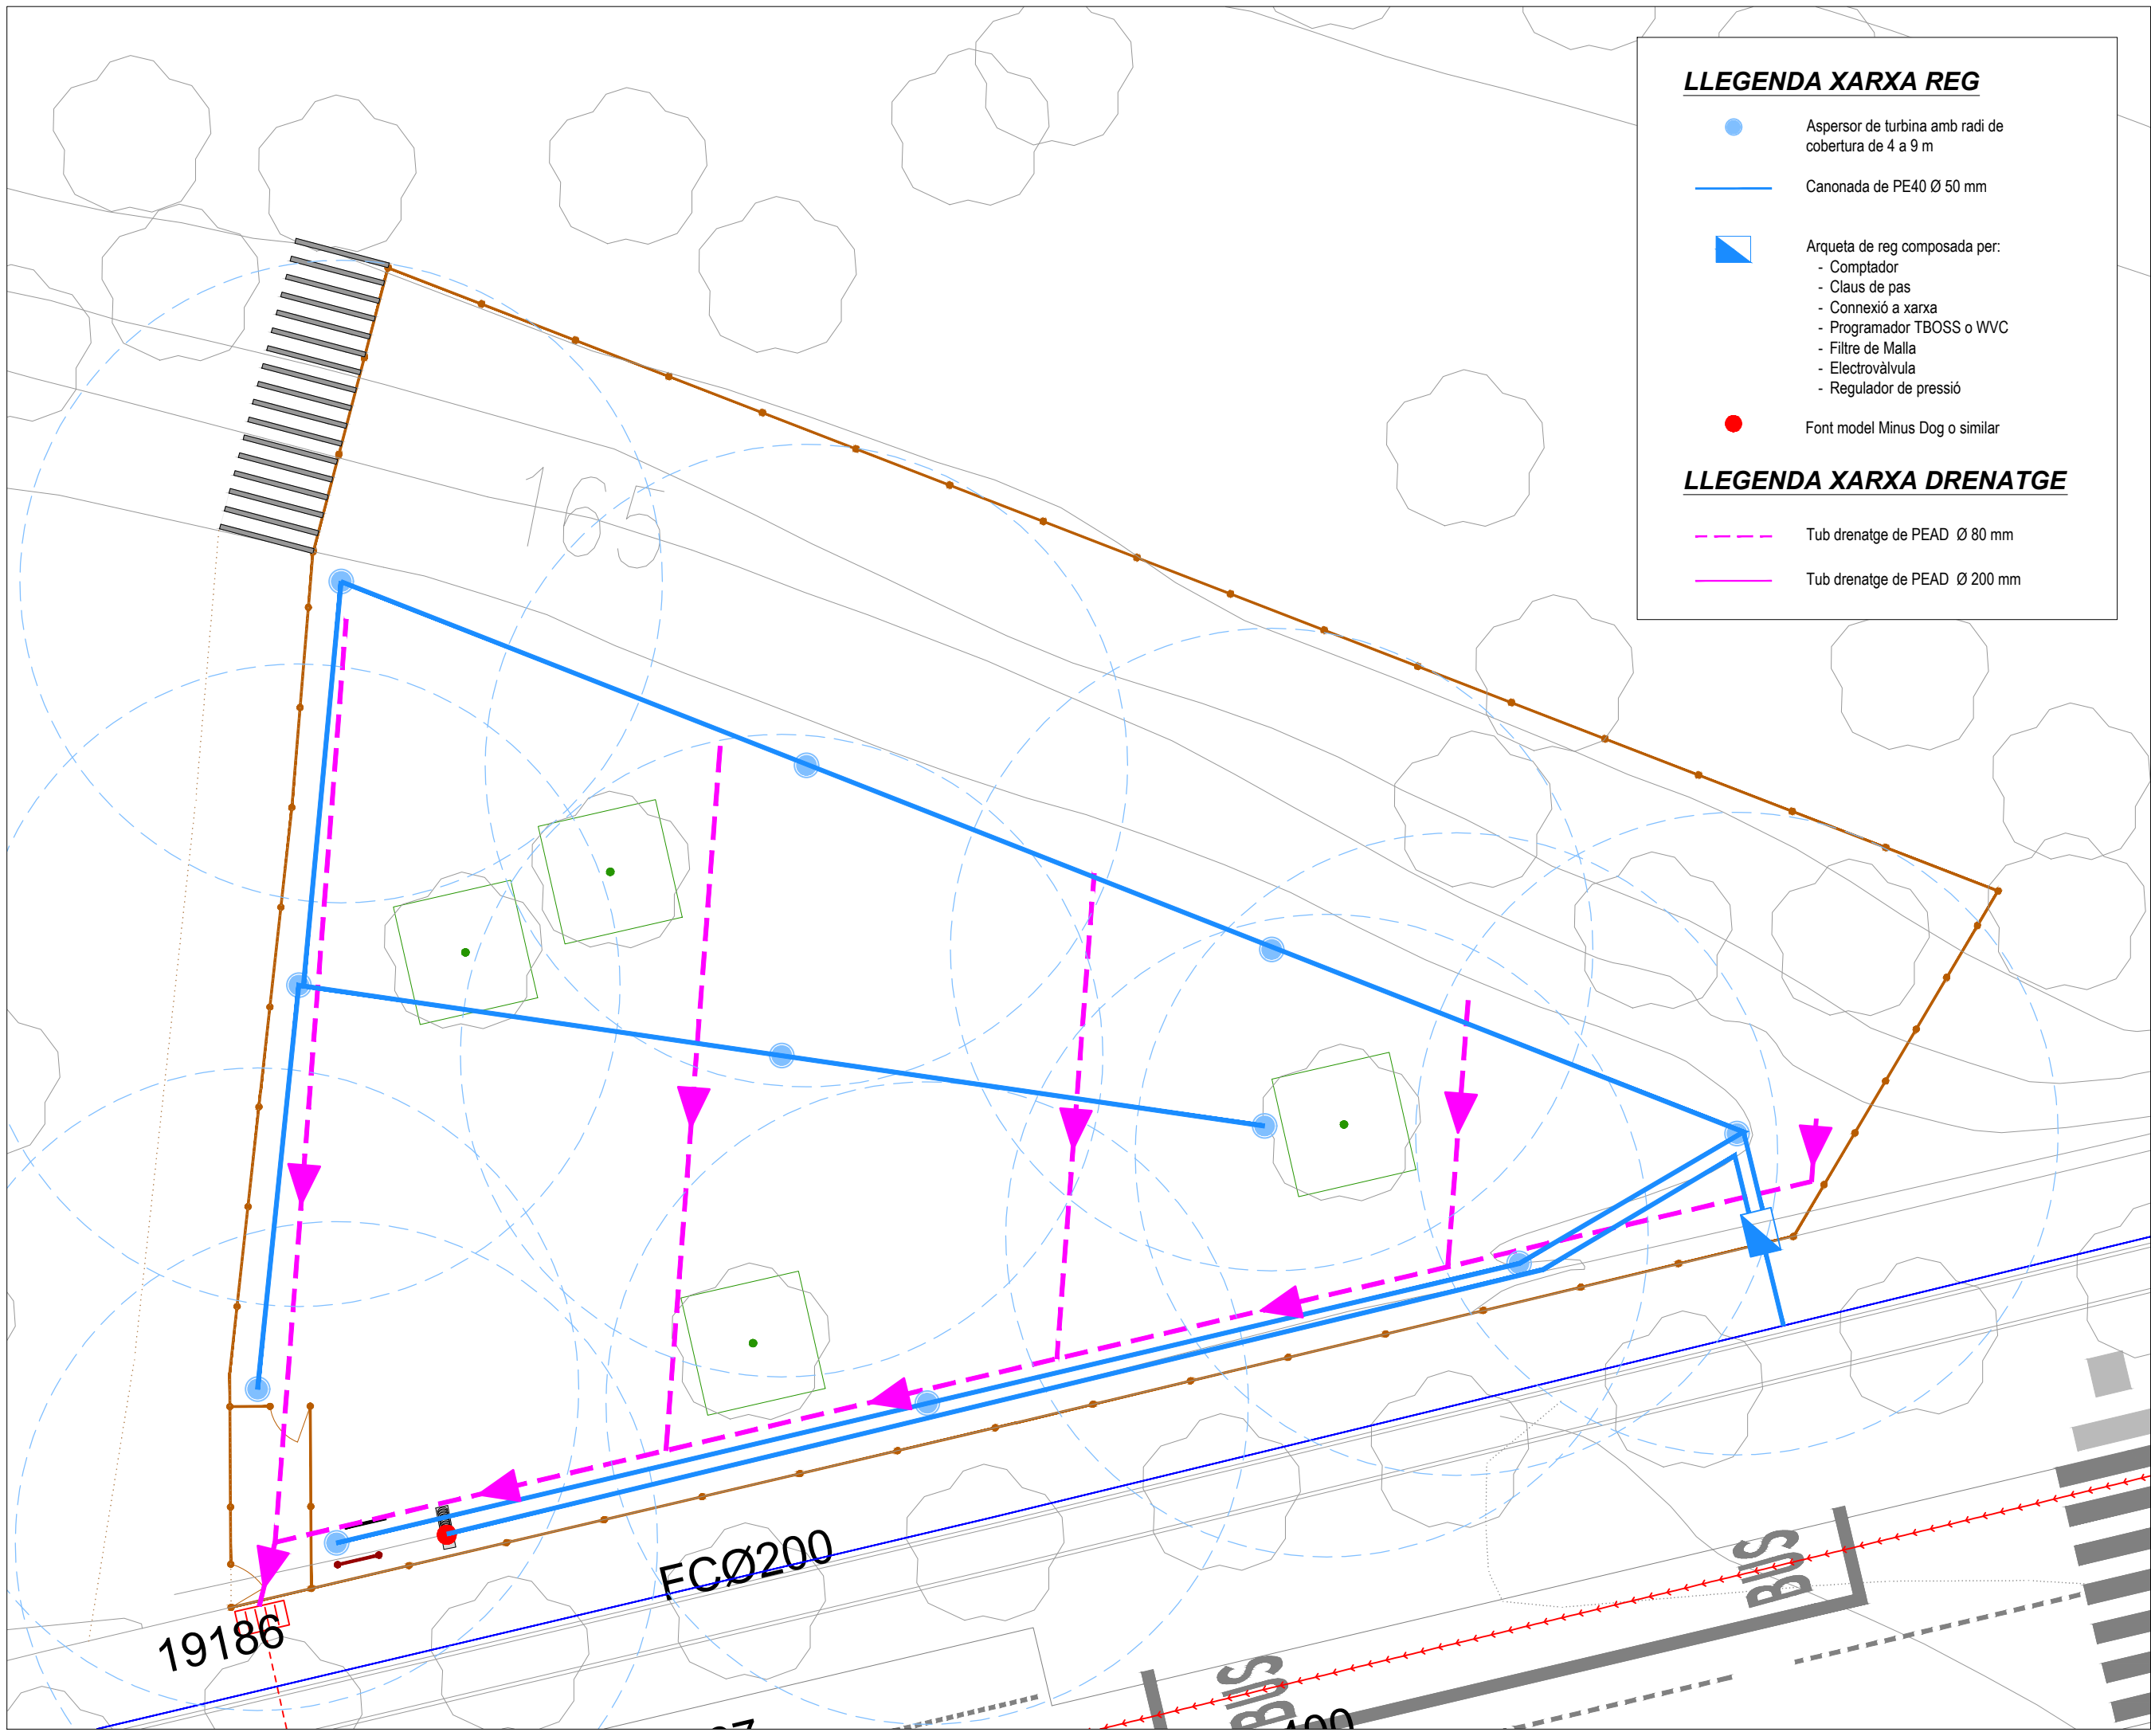 LLEGENDA XARXA REG
Aspersor de turbina amb radi de
cobertura de 4 a 9 m
Canonada de PE40 Ø 50 mm
Arqueta de reg composada per:
- Comptador
- Claus de pas
- Connexió a xarxa
- Programador TBOSS o WVC
- Filtre de Malla
- Electrovàlvula
- Regulador de pressió
Font model Minus Dog o similar
LLEGENDA XARXA DRENATGE
Tub drenatge de PEAD Ø 80 mm
Tub drenatge de PEAD Ø 200 mm
165
FCØ200
19186
BUS
BUS